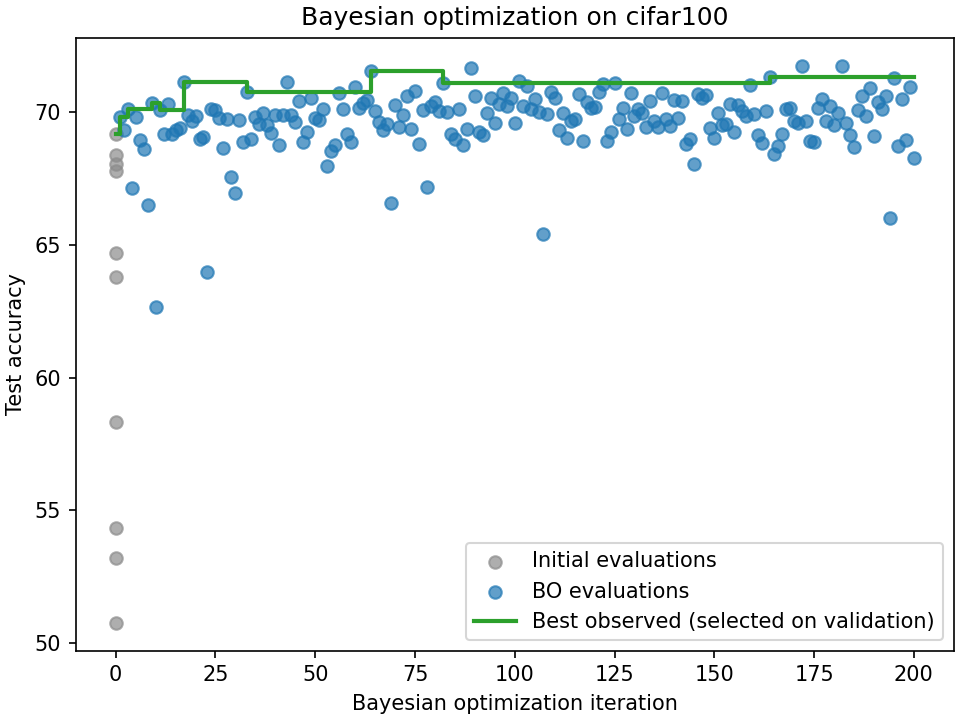 Bayesian optimization on cifar100
Test accuracy
70
65
60
55
50
0 25 50 75 100 125 150 175 200
Bayesian optimization iteration
Initial evaluations
BO evaluations
Best observed (selected on validation)